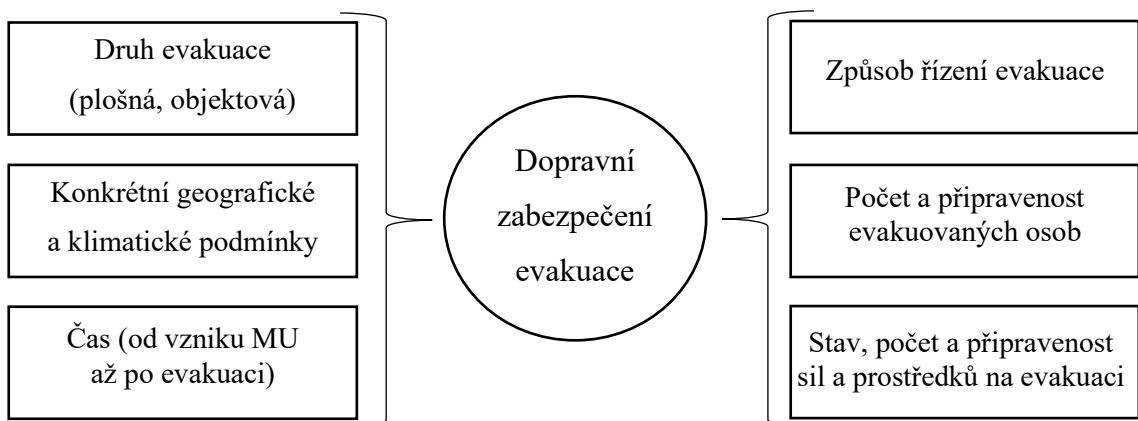 Druh evakuace
(plošná, objektová)
Konkrétní geografické
a klimatické podmínky
Čas (od vzniku MU
až po evakuaci)
Dopravní
zabezpečení
evakuace
Způsob řízení evakuace
Počet a připravenost
evakuovaných osob
Stav, počet a připravenost
sil a prostředků na evakuaci